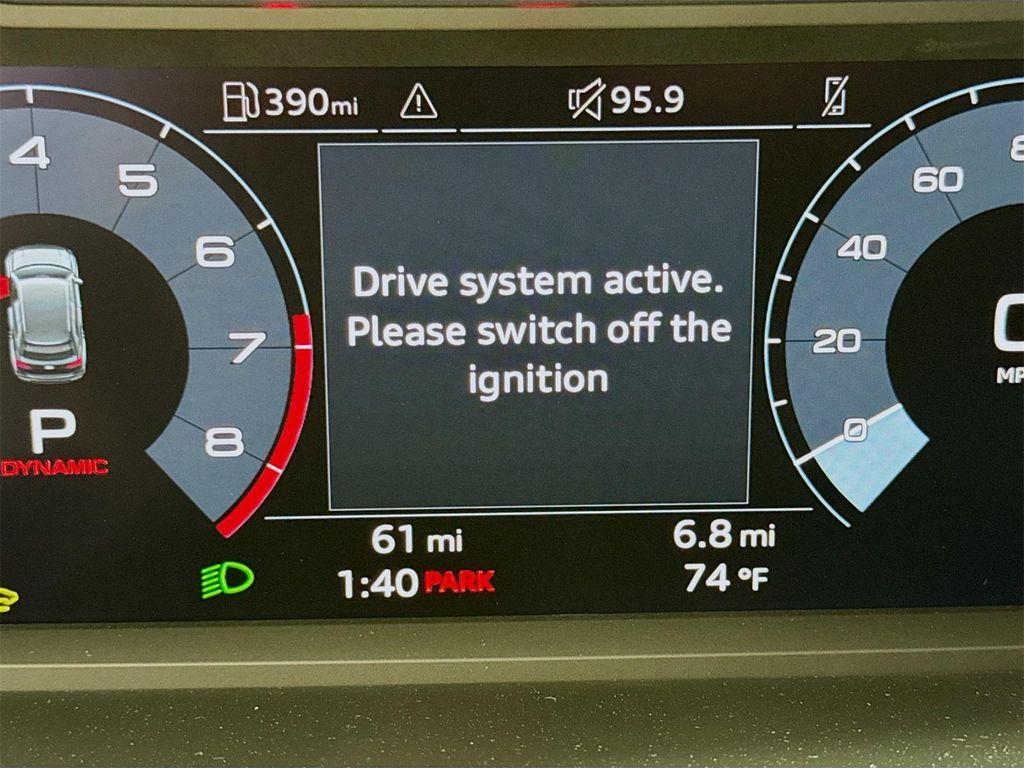 390mi
95.9
4
5
6
7
8
P
DYNAMIC
Drive system active.
Please switch off the
ignition
60
40
20
0
61 mi
6.8 mi
1:40 PARK
74 °F